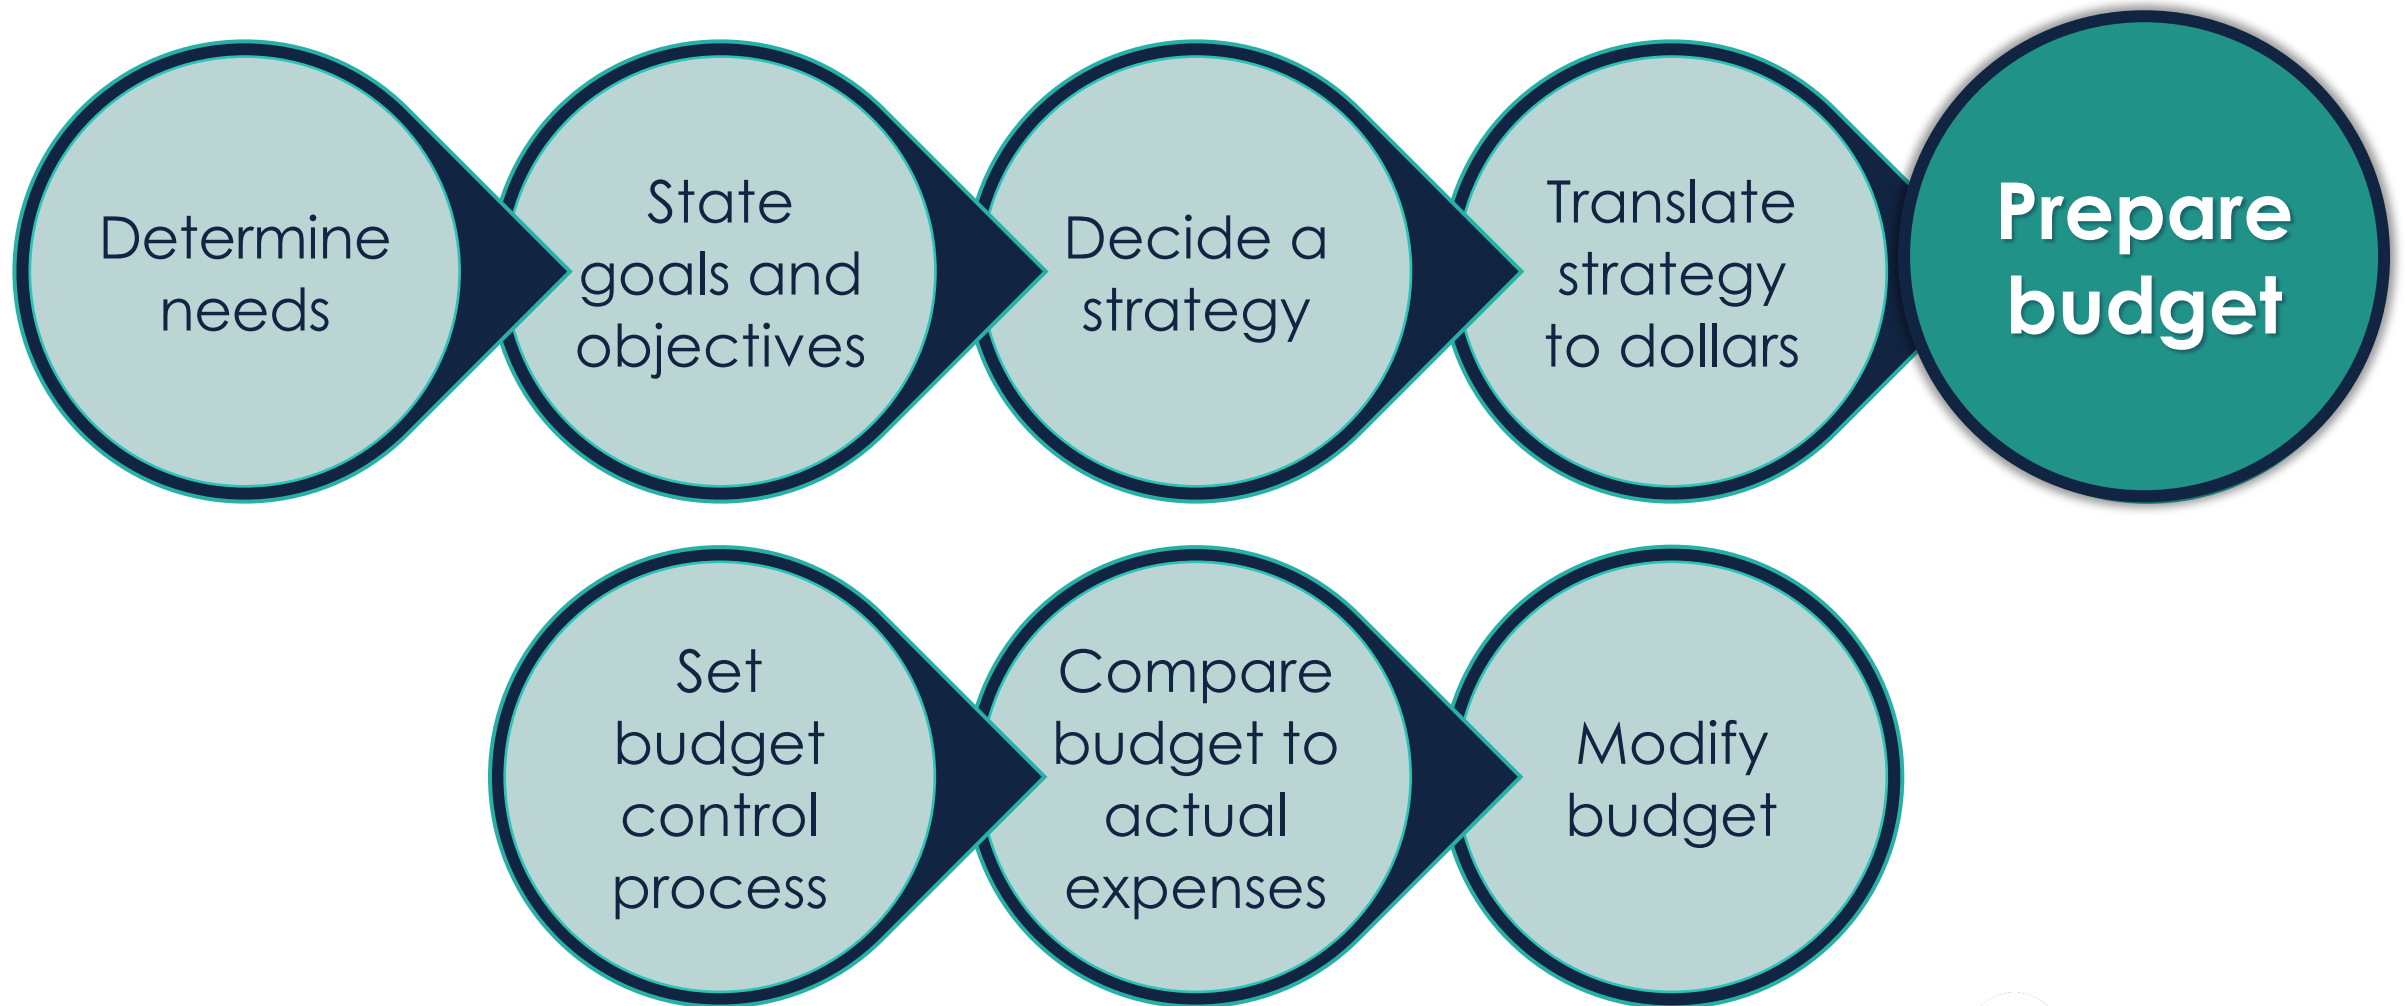 Determine
needs
State
goals and
objectives
Decide a
strategy
Translate
strategy
to dollars
Prepare
budget
Set
budget
control
process
Compare
budget to
actual
expenses
Modify
budget